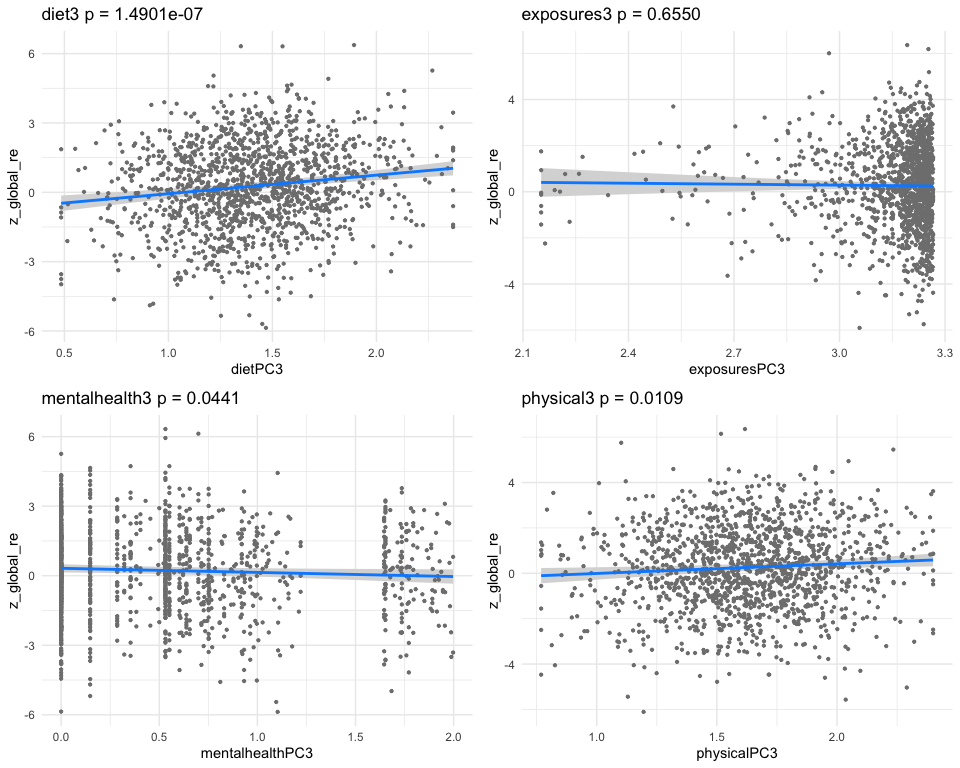 diet3 p = 1.4901e-07
z_global_re
6
3
0
-3
-6
0.5 1.0 1.5 2.0
dietPC3
exposures3 p = 0.6550
z_global_re
4
0
-4
2.1 2.4 2.7 3.0 3.3
exposuresPC3
mentalhealth3 p = 0.0441
z_global_re
6
3
0
-3
-6
0.0 0.5 1.0 1.5 2.0
mentalhealthPC3
physical3 p = 0.0109
z_global_re
4
0
-4
1.0 1.5 2.0
physicalPC3